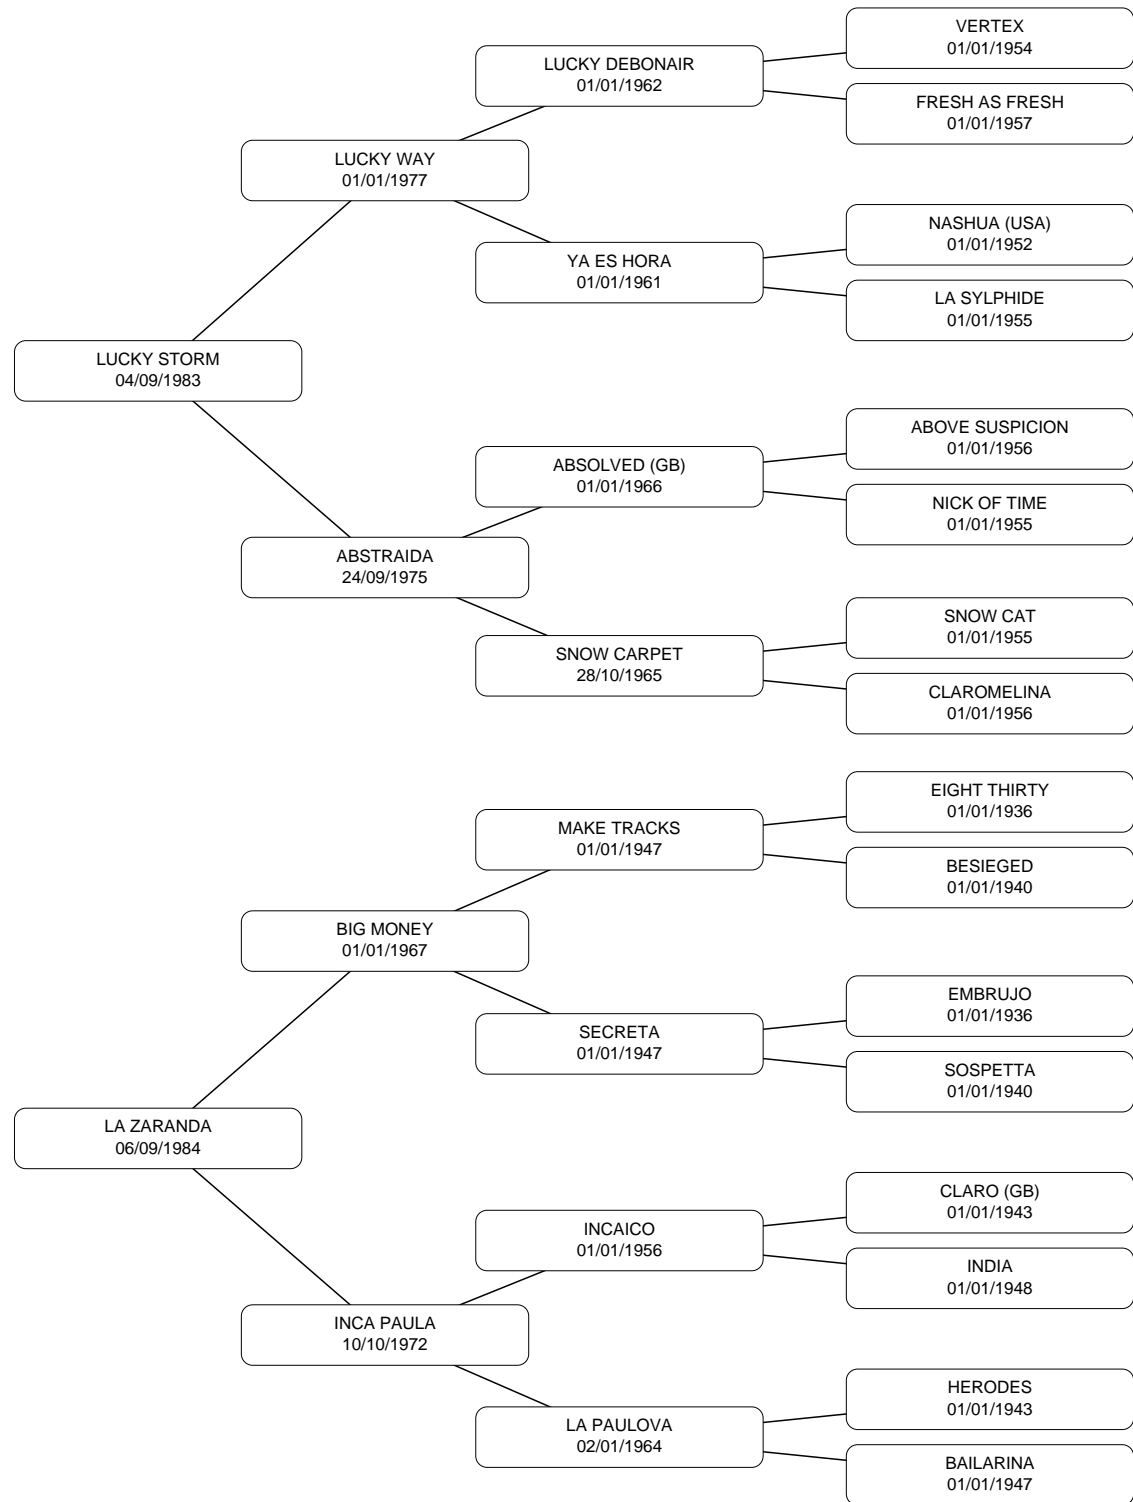 VERTEX
01/01/1954
LUCKY DEBONAIR
01/01/1962
FRESH AS FRESH
01/01/1957
LUCKY WAY
01/01/1977
NASHUA (USA)
01/01/1952
YA ES HORA
01/01/1961
LA SYLPHIDE
01/01/1955
LUCKY STORM
04/09/1983
ABOVE SUSPICION
01/01/1956
ABSOLVED (GB)
01/01/1966
NICK OF TIME
01/01/1955
ABSTRAIDA
24/09/1975
SNOW CAT
01/01/1955
SNOW CARPET
28/10/1965
CLAROMELINA
01/01/1956
EIGHT THIRTY
01/01/1936
MAKE TRACKS
01/01/1947
BESIEGED
01/01/1940
BIG MONEY
01/01/1967
EMBRUJO
01/01/1936
SECRETA
01/01/1947
SOSPETTA
01/01/1940
LA ZARANDA
06/09/1984
CLARO (GB)
01/01/1943
INCAICO
01/01/1956
INDIA
01/01/1948
INCA PAULA
10/10/1972
HERODES
01/01/1943
LA PAULOVA
02/01/1964
BAILARINA
01/01/1947